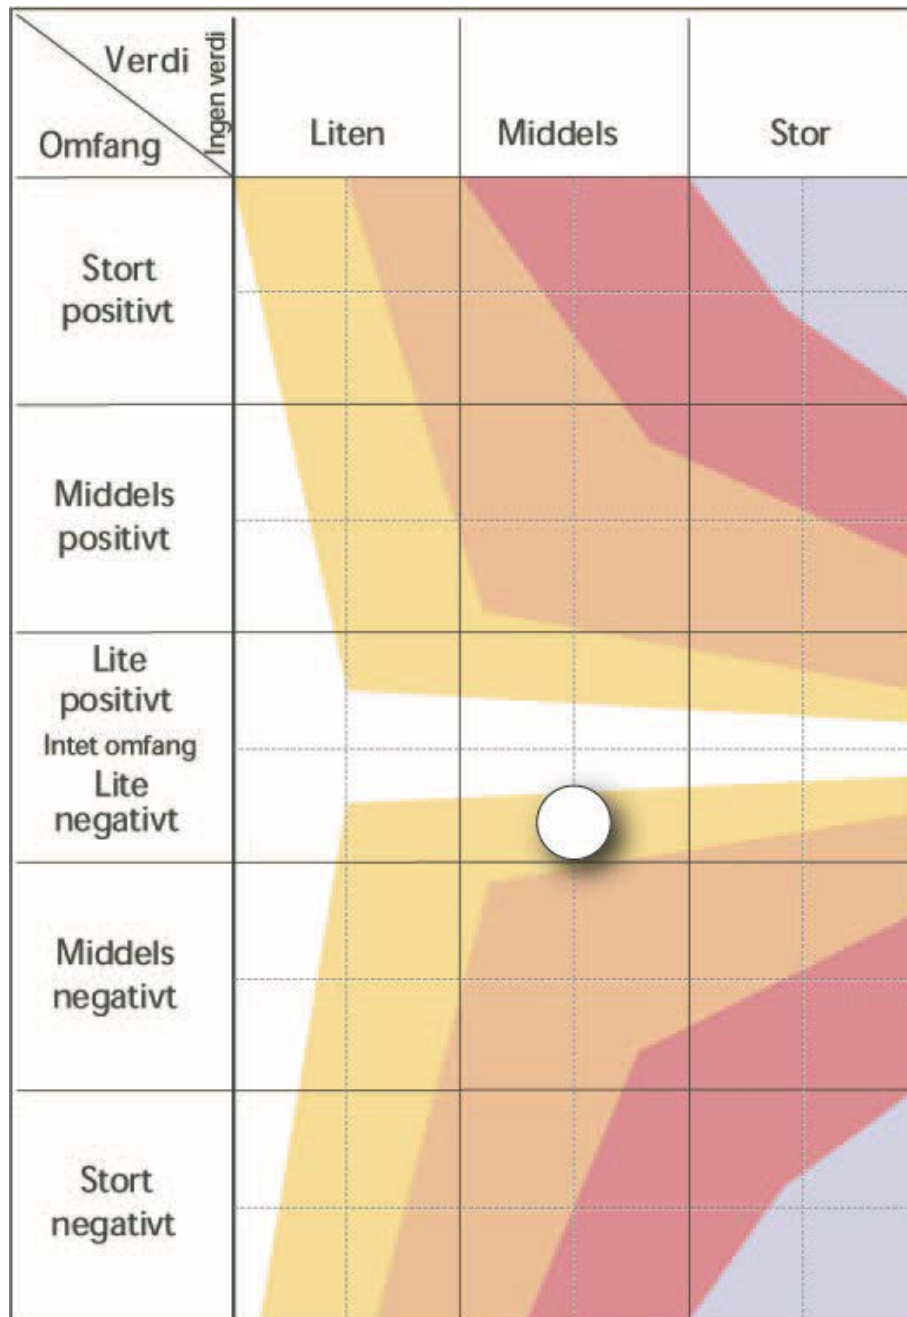 Verdi
Ingen verdi
Omfang
Liten
Middels
Stor
Stort
positivt
Middels
positivt
Lite
positivt
Intet omfang
Lite
negativt
Middels
negativt
Stort
negativt